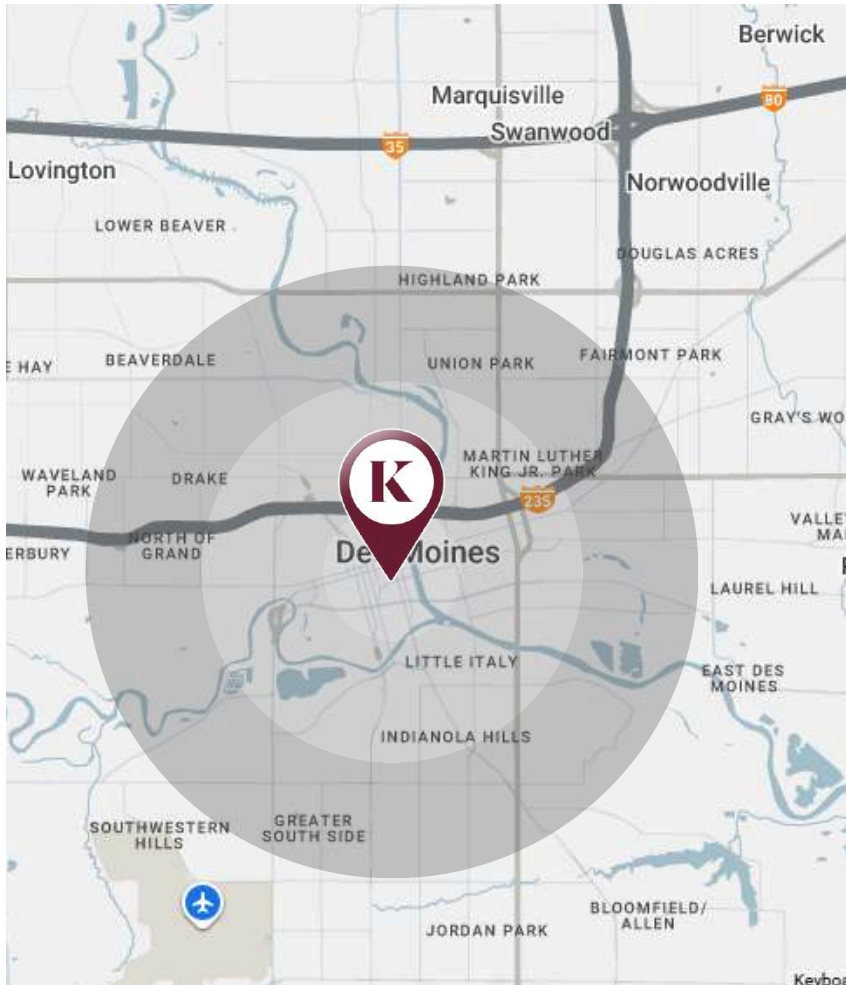 Berwick
80
Marquisville
Swanwood
35
Lovington
Norwoodville
LOWER BEAVER
DOUGLAS ACRES
HIGHLAND PARK
E HAY
BEAVERDALE
UNION PARK
FAIRMONT PARK
GRAY'S WO
MARTIN LUTHER
KING JR. PARK
WAVELAND
PARK
DRAKE
K
235
VALLE
MA
ERBURY
NORTH OF
GRAND
Moines
LAUREL HILL
LITTLE ITALY
EAST DES
MOINES
INDIANOLA HILLS
SOUTHWESTERN
HILLS
GREATER
SOUTH SIDE
BLOOMFIELD/
ALLEN
JORDAN PARK
Keyboa